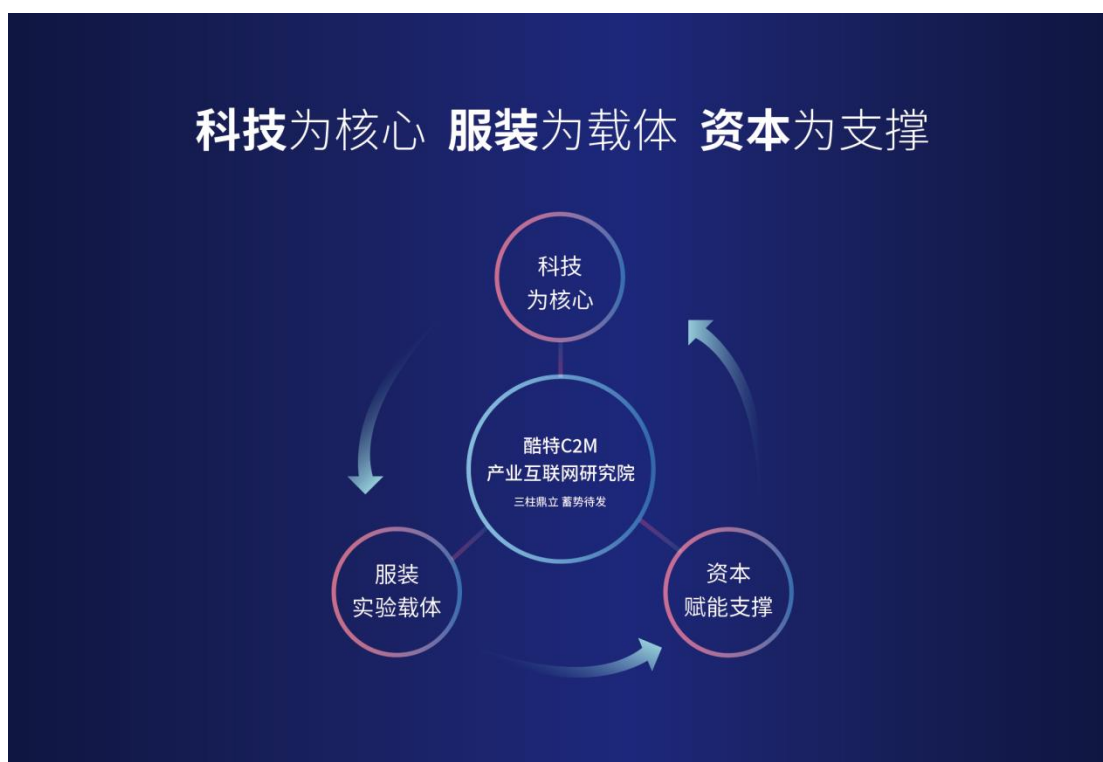 科技为核心 服装为载体 资本为支撑
科技
为核心
酷特C2M
产业互联网研究院
三柱鼎立 蓄势待发
服装
实验载体
资本
赋能支撑